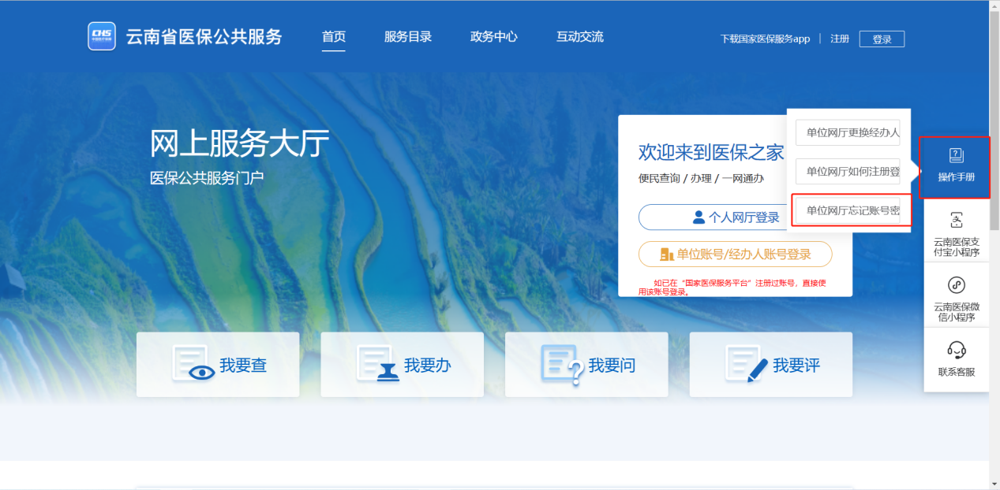 CHS
云南省医保公共服务
首页
服务目录
政务中心
互动交流
下载国家医保服务app
注册
登录
网上服务大厅
医保公共服务门户
欢迎来到医保之家
便民查询 / 办理 / 一网通办
个人网厅登录
单位账号/经办人账号登录
如已在“国家医保服务平台”注册过账号，直接使
用该账号登录。
单位网厅更换经办人
单位网厅如何注册登
单位网厅忘记账号密
操作手册
云南医保支
付宝小程序
云南医保微
信小程序
联系客服
我要查
我要办
我要问
我要评